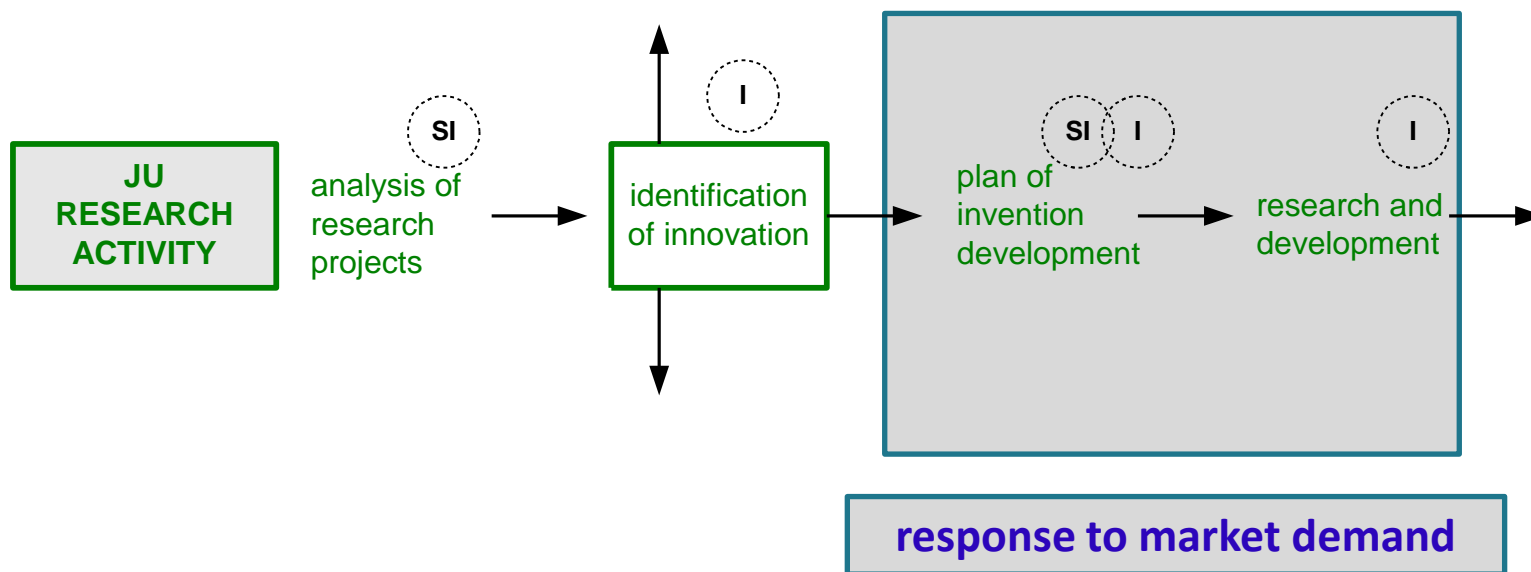 JU
RESEARCH
ACTIVITY
SI
analysis of
research
projects
I
identification
of innovation
SI
I
plan of
invention
development
I
research and
development
response to market demand